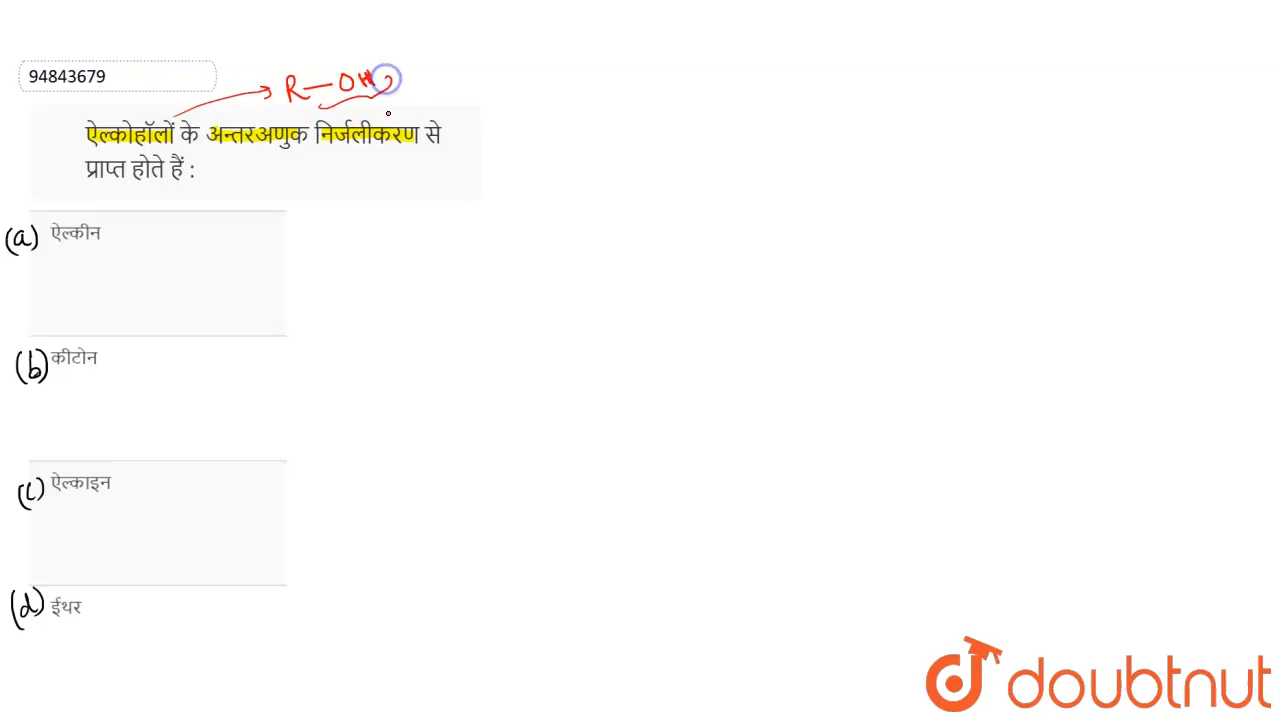 94843679
R-OH
ऐल्कोहॉलों के अन्तरअणुक निर्जलीकरण से
प्राप्त होते हैं :
(a) ऐल्कीन
(b) कीटोन
(c) ऐल्काइन
(d) ईथर
doubtnut